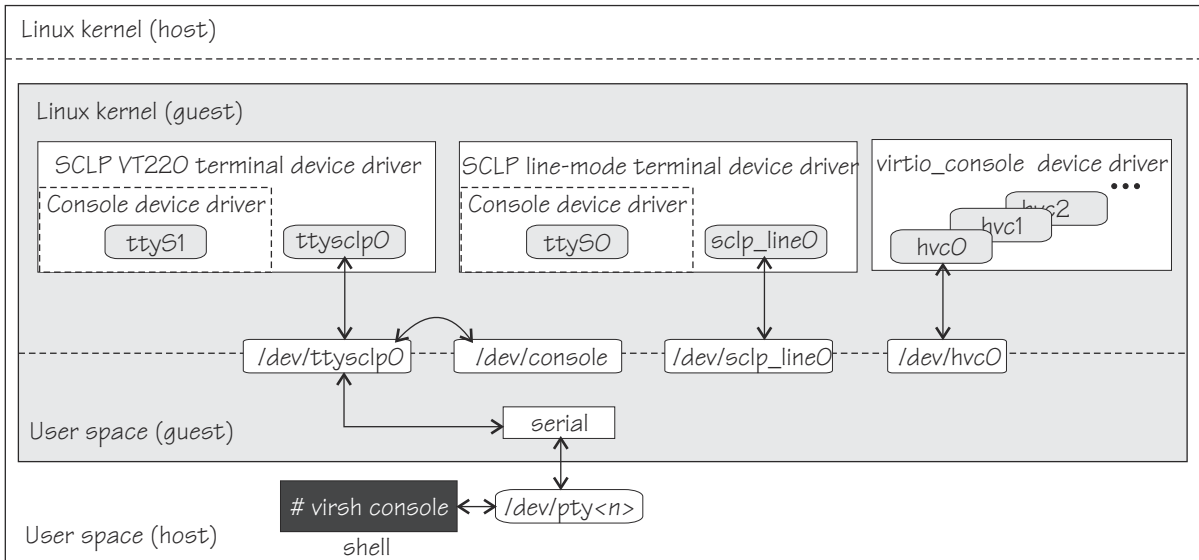 Linux kernel (host)
Linux kernel (guest)
SCLP VT220 terminal device driver
Console device driver
ttyS1
ttysclp0
SCLP line-mode terminal device driver
Console device driver
ttyS0
sclp_line0
virtio_console device driver
...
hvc2
hvc1
hvc0
/dev/ttysclp0
/dev/console
/dev/sclp_line0
/dev/hvc0
serial
User space (guest)
# virsh console
/dev/pty<n>
User space (host)
shell